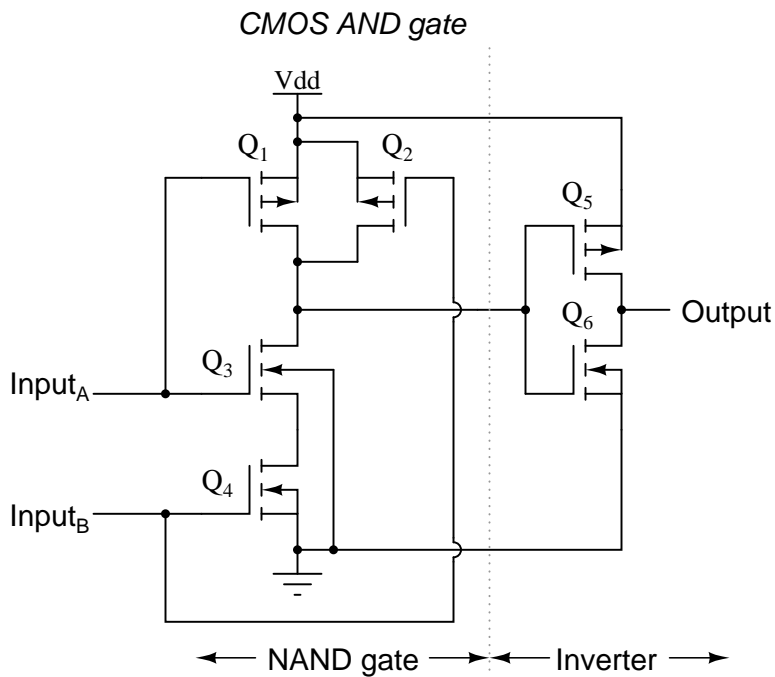 CMOS AND gate
Vdd
Q1
Q2
Q5
Output
Q6
Q3
InputA
Q4
InputB
NAND gate
Inverter